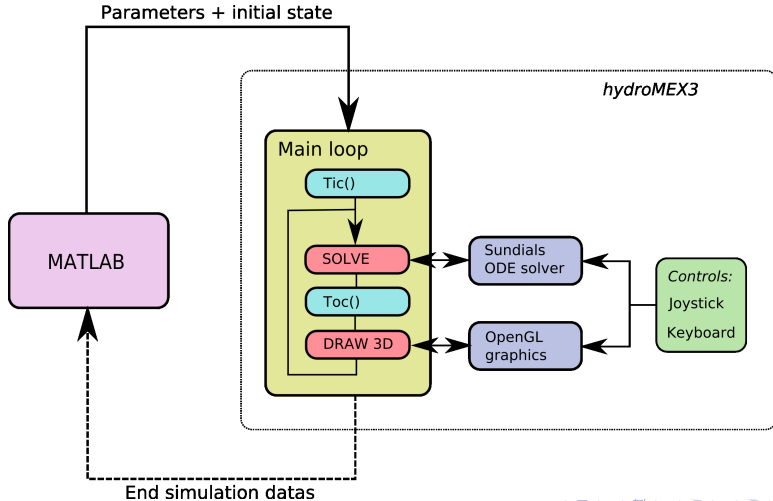 Parameters + initial state
hydroMEX3
Main loop
Tic()
MATLAB
SOLVE
Sundials
ODE solver
Controls:
Joystick
Keyboard
Toc()
DRAW 3D
OpenGL
graphics
End simulation datas